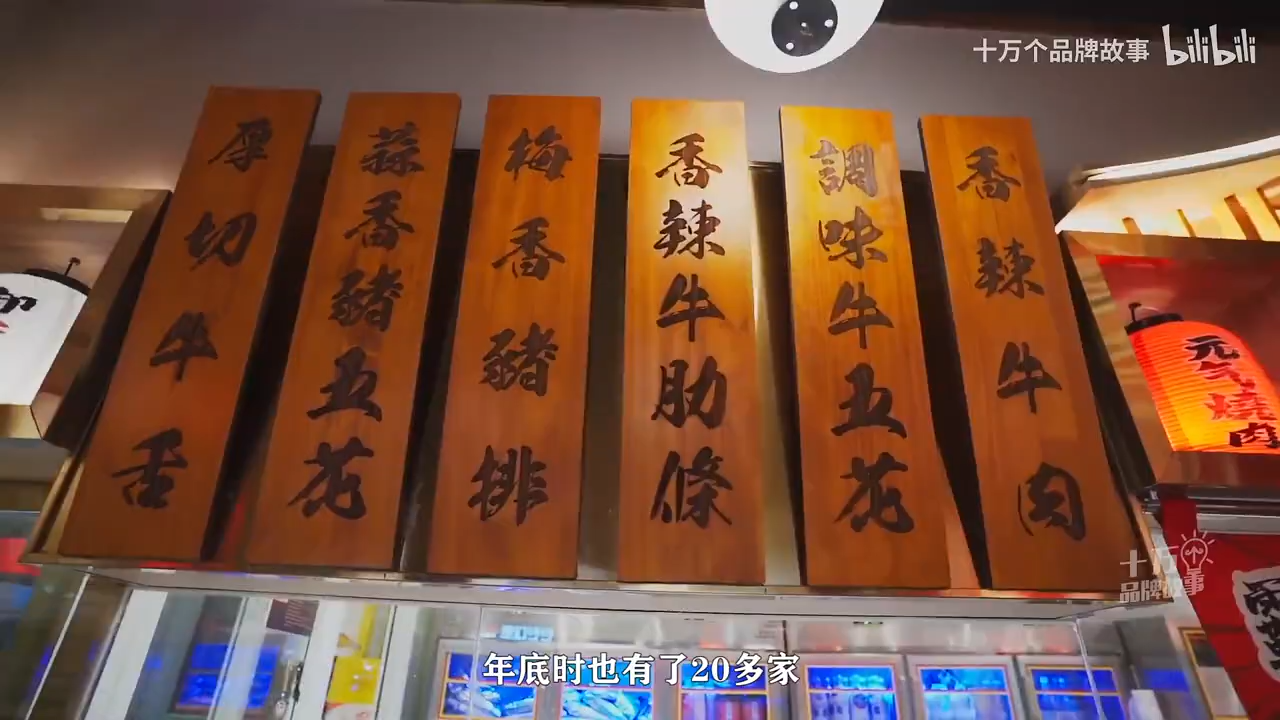 十万个品牌故事 bilibili
厚切牛舌
蒜香豬五花
梅香豬排
香辣牛肋條
調味牛五花
香辣牛肉
元气燒肉
十万
品牌故事
年底时也有了20多家